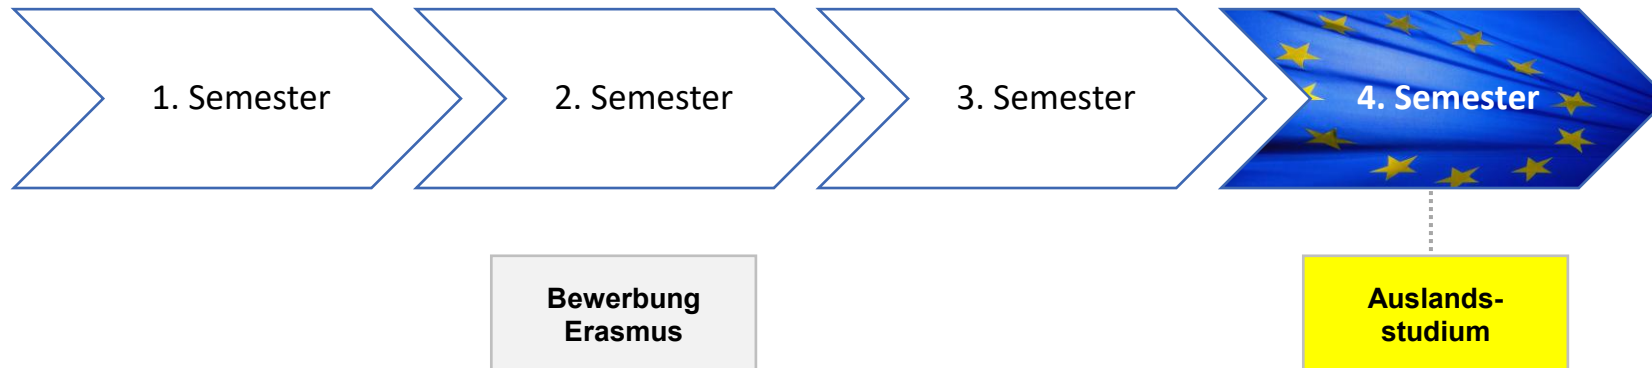 1. Semester
2. Semester
3. Semester
4. Semester
Bewerbung
Erasmus
Auslands-
studium